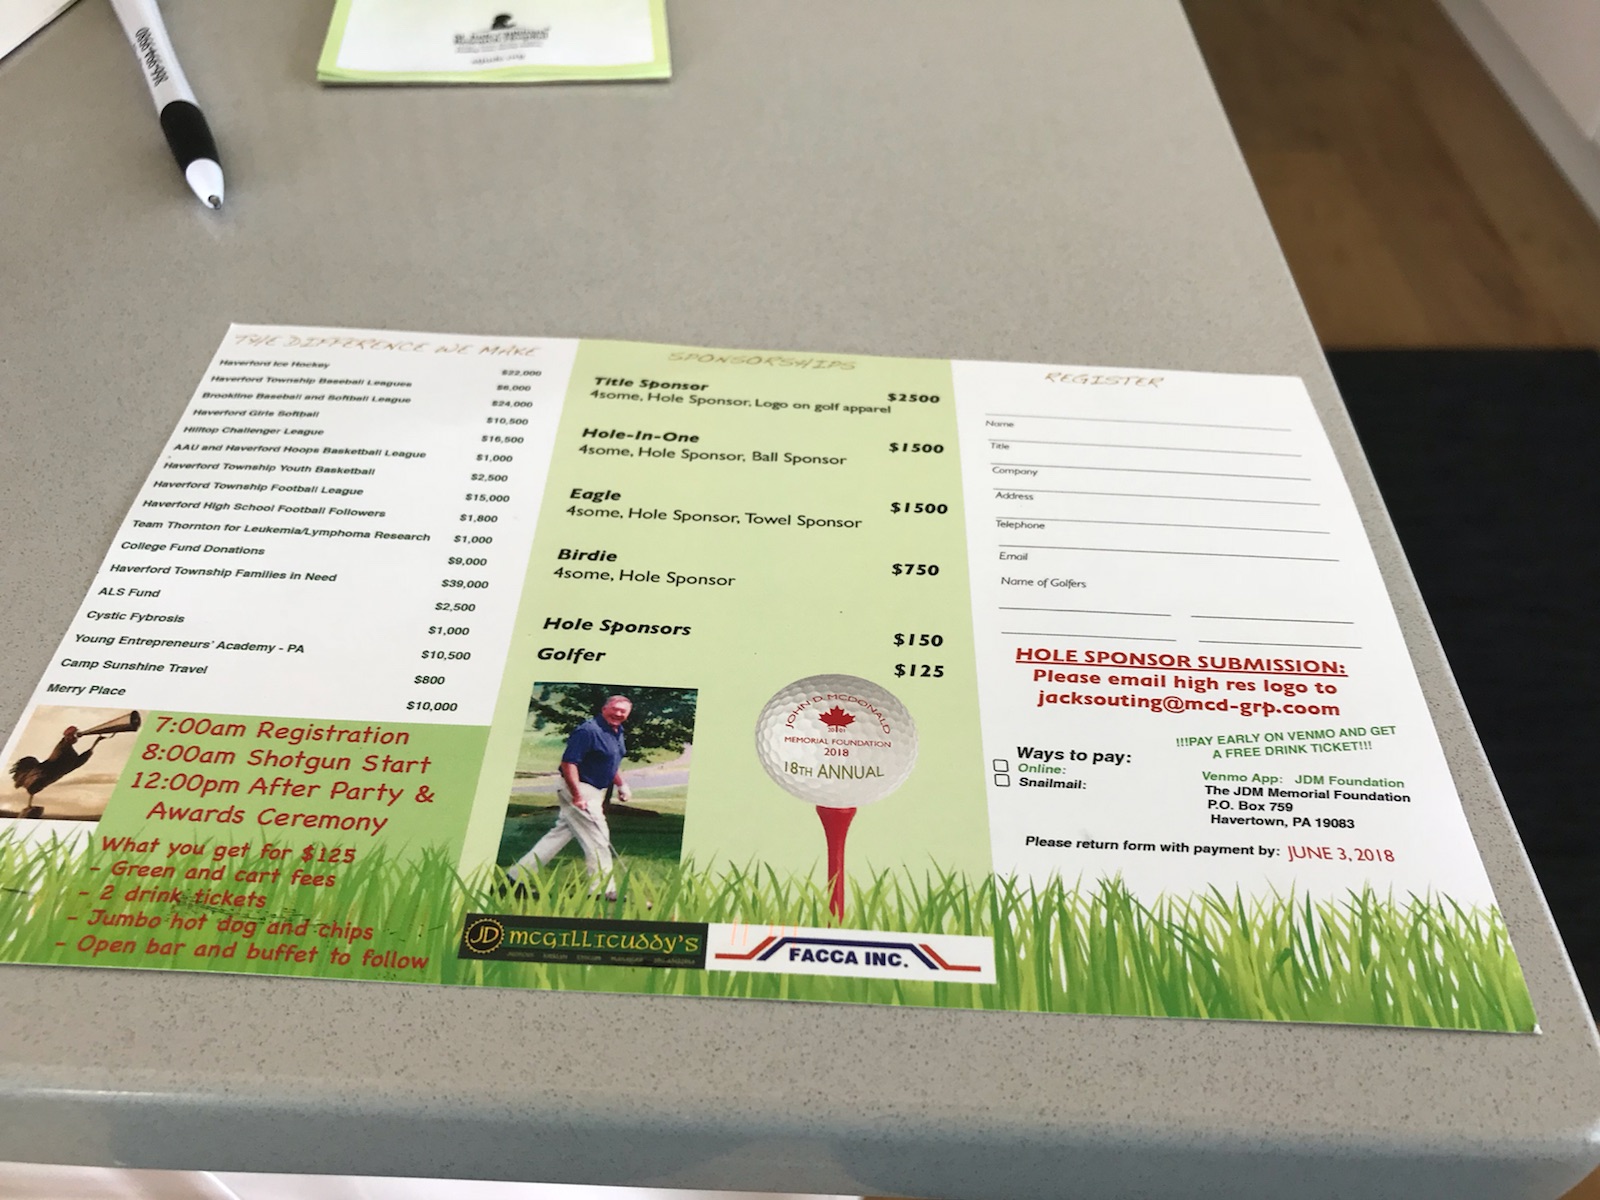 THE DIFFERENCE WE MAKE
Haverford Ice Hockey $22,000
Haverford Township Baseball Leagues $6,000
Brookline Baseball and Softball League $24,000
Haverford Girls Softball $10,500
Hilltop Challenger League $16,500
AAU and Haverford Hoops Basketball League $1,000
Haverford Township Youth Basketball $2,500
Haverford Township Football League $15,000
Haverford High School Football Followers $1,800
Team Thornton for Leukemia/Lymphoma Research $1,000
College Fund Donations $9,000
Haverford Township Families in Need $39,000
ALS Fund $2,500
Cystic Fybrosis $1,000
Young Entrepreneurs' Academy - PA $10,500
Camp Sunshine Travel $800
Merry Place $10,000
7:00am Registration
8:00am Shotgun Start
12:00pm After Party &
Awards Ceremony
What you get for $125
- Green and cart fees
- 2 drink tickets
- Jumbo hot dog and chips
- Open bar and buffet to follow
SPONSORSHIPS
Title Sponsor $2500
4some, Hole Sponsor, Logo on golf apparel
Hole-In-One $1500
4some, Hole Sponsor, Ball Sponsor
Eagle $1500
4some, Hole Sponsor, Towel Sponsor
Birdie $750
4some, Hole Sponsor
Hole Sponsors $150
Golfer $125
JOHN D. MCDONALD
2001
MEMORIAL FOUNDATION
2018
18TH ANNUAL
JD MCGILLICUDDY'S
FACCA INC.
REGISTER
Name
Title
Company
Address
Telephone
Email
Name of Golfers
HOLE SPONSOR SUBMISSION:
Please email high res logo to
jacksouting@mcd-grp.coom
!!!PAY EARLY ON VENMO AND GET
A FREE DRINK TICKET!!!
Ways to pay:
Online: Venmo App: JDM Foundation
Snailmail: The JDM Memorial Foundation
P.O. Box 759
Havertown, PA 19083
Please return form with payment by: JUNE 3, 2018